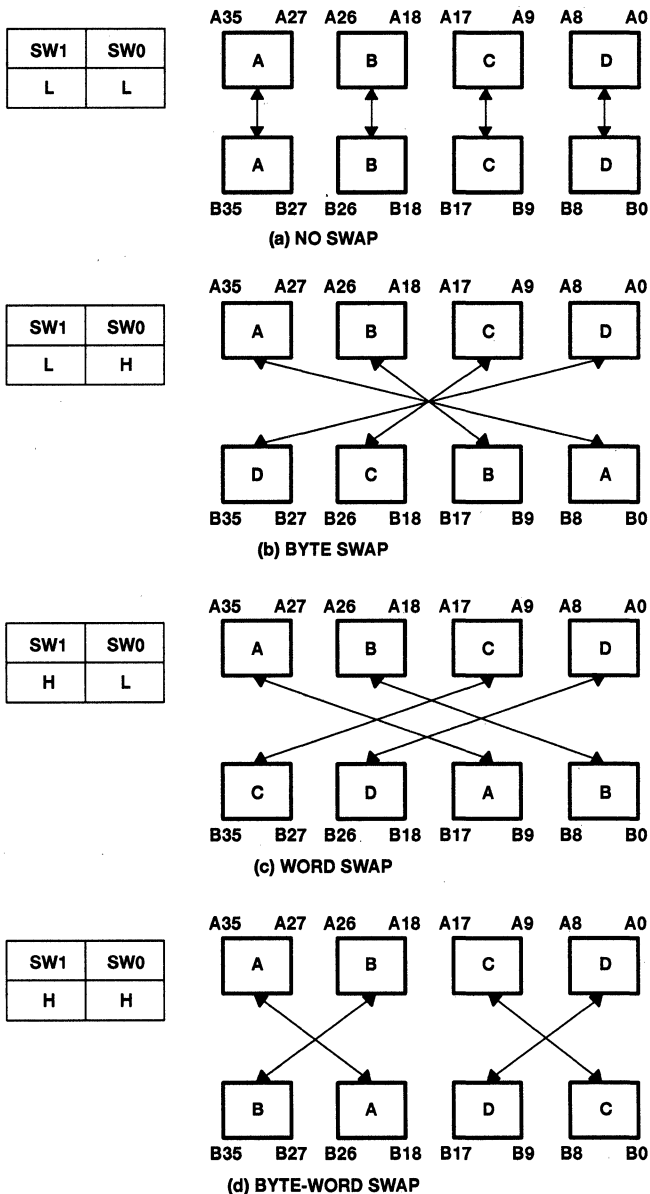 A35 A27 A26 A18 A17 A9 A8 A0
SW1 SW0
L L
A B C D
A B C D
B35 B27 B26 B18 B17 B9 B8 B0
(a) NO SWAP
A35 A27 A26 A18 A17 A9 A8 A0
SW1 SW0
L H
A B C D
D C B A
B35 B27 B26 B18 B17 B9 B8 B0
(b) BYTE SWAP
A35 A27 A26 A18 A17 A9 A8 A0
SW1 SW0
H L
A B C D
C D A B
B35 B27 B26 B18 B17 B9 B8 B0
(c) WORD SWAP
A35 A27 A26 A18 A17 A9 A8 A0
SW1 SW0
H H
A B C D
B A D C
B35 B27 B26 B18 B17 B9 B8 B0
(d) BYTE-WORD SWAP